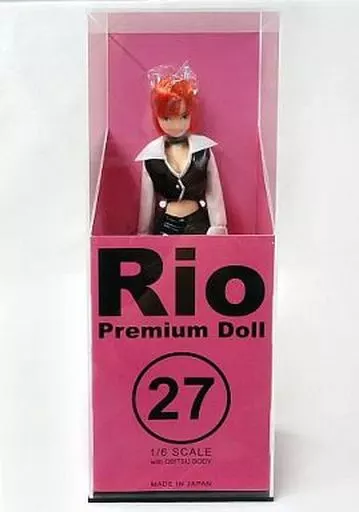 Rio
Premium Doll
27
1/6 SCALE
with OBITSU BODY
MADE IN JAPAN